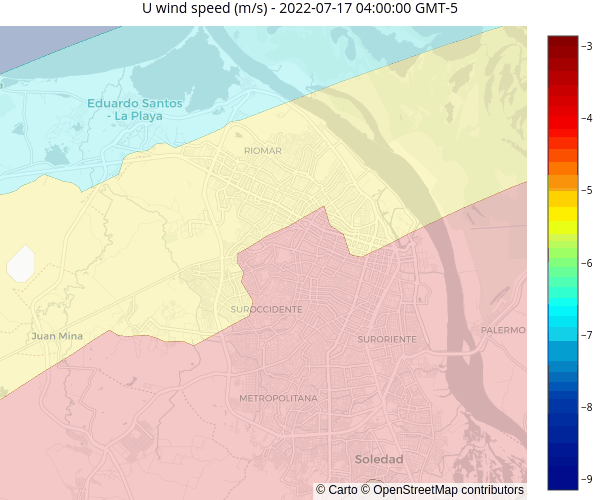 U wind speed (m/s) - 2022-07-17 04:00:00 GMT-5
Eduardo Santos
- La Playa
RIOMAR
SUROCCIDENTE
Juan Mina
SURORIENTE
PALERMO
METROPOLITANA
Soledad
© Carto © OpenStreetMap contributors
−3
−4
−5
−6
−7
−8
−9